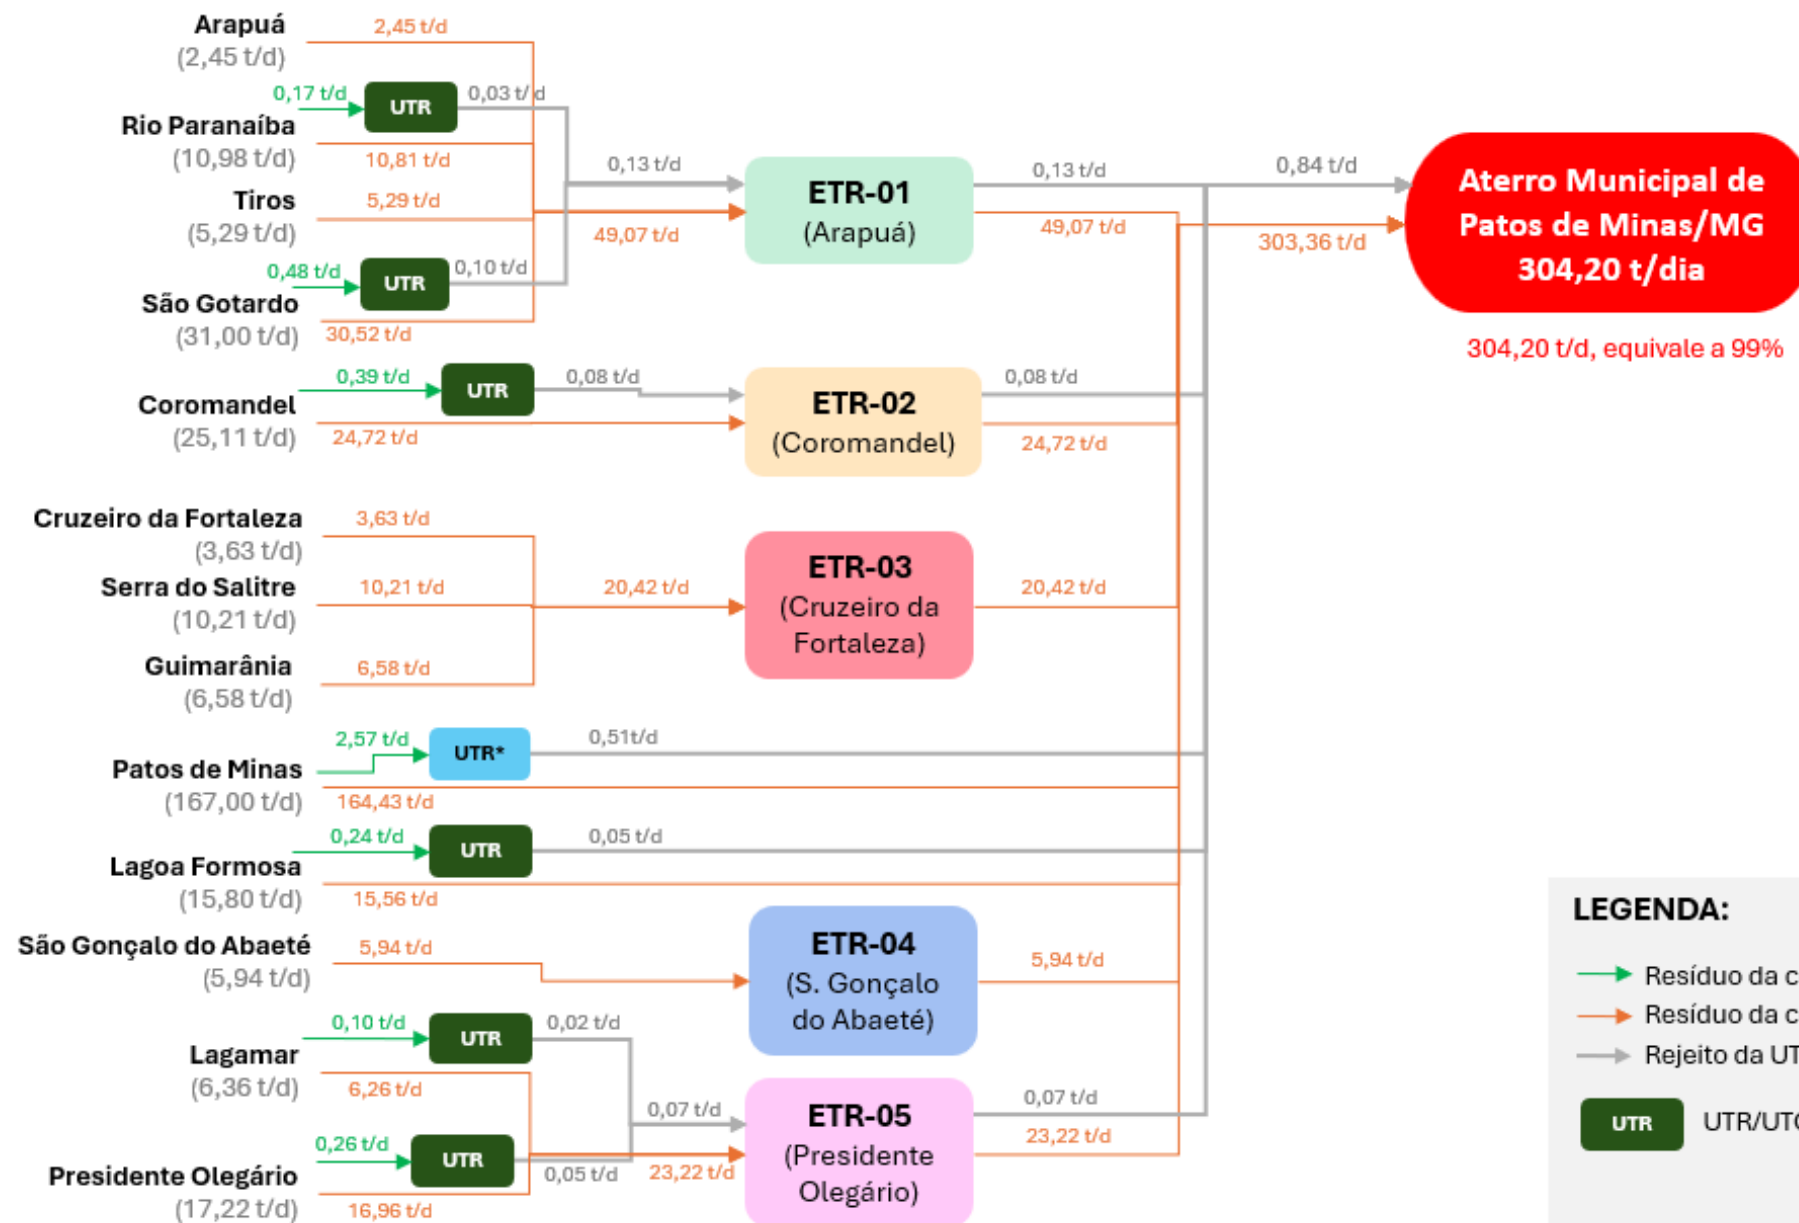 Arapuá
(2,45 t/d)
2,45 t/d
0,17 t/d
UTR
0,03 t/d
Rio Paranaíba
(10,98 t/d)
10,81 t/d
Tiros
(5,29 t/d)
5,29 t/d
0,48 t/d
UTR
0,10 t/d
São Gotardo
(31,00 t/d)
30,52 t/d
0,13 t/d
49,07 t/d
ETR-01
(Arapuá)
0,13 t/d
49,07 t/d
0,84 t/d
303,36 t/d
Aterro Municipal de
Patos de Minas/MG
304,20 t/dia
304,20 t/d, equivale a 99%
0,39 t/d
UTR
0,08 t/d
Coromandel
(25,11 t/d)
24,72 t/d
ETR-02
(Coromandel)
0,08 t/d
24,72 t/d
Cruzeiro da Fortaleza
(3,63 t/d)
3,63 t/d
Serra do Salitre
(10,21 t/d)
10,21 t/d
Guimarânia
(6,58 t/d)
6,58 t/d
20,42 t/d
ETR-03
(Cruzeiro da
Fortaleza)
20,42 t/d
2,57 t/d
UTR*
0,51t/d
Patos de Minas
(167,00 t/d)
164,43 t/d
0,24 t/d
UTR
0,05 t/d
Lagoa Formosa
(15,80 t/d)
15,56 t/d
São Gonçalo do Abaeté
(5,94 t/d)
5,94 t/d
ETR-04
(S. Gonçalo
do Abaeté)
5,94 t/d
0,10 t/d
UTR
0,02 t/d
Lagamar
(6,36 t/d)
6,26 t/d
0,26 t/d
UTR
0,05 t/d
Presidente Olegário
(17,22 t/d)
16,96 t/d
0,07 t/d
23,22 t/d
ETR-05
(Presidente
Olegário)
0,07 t/d
23,22 t/d
LEGENDA:
Resíduo da c
Resíduo da c
Rejeito da UT
UTR
UTR/UTC